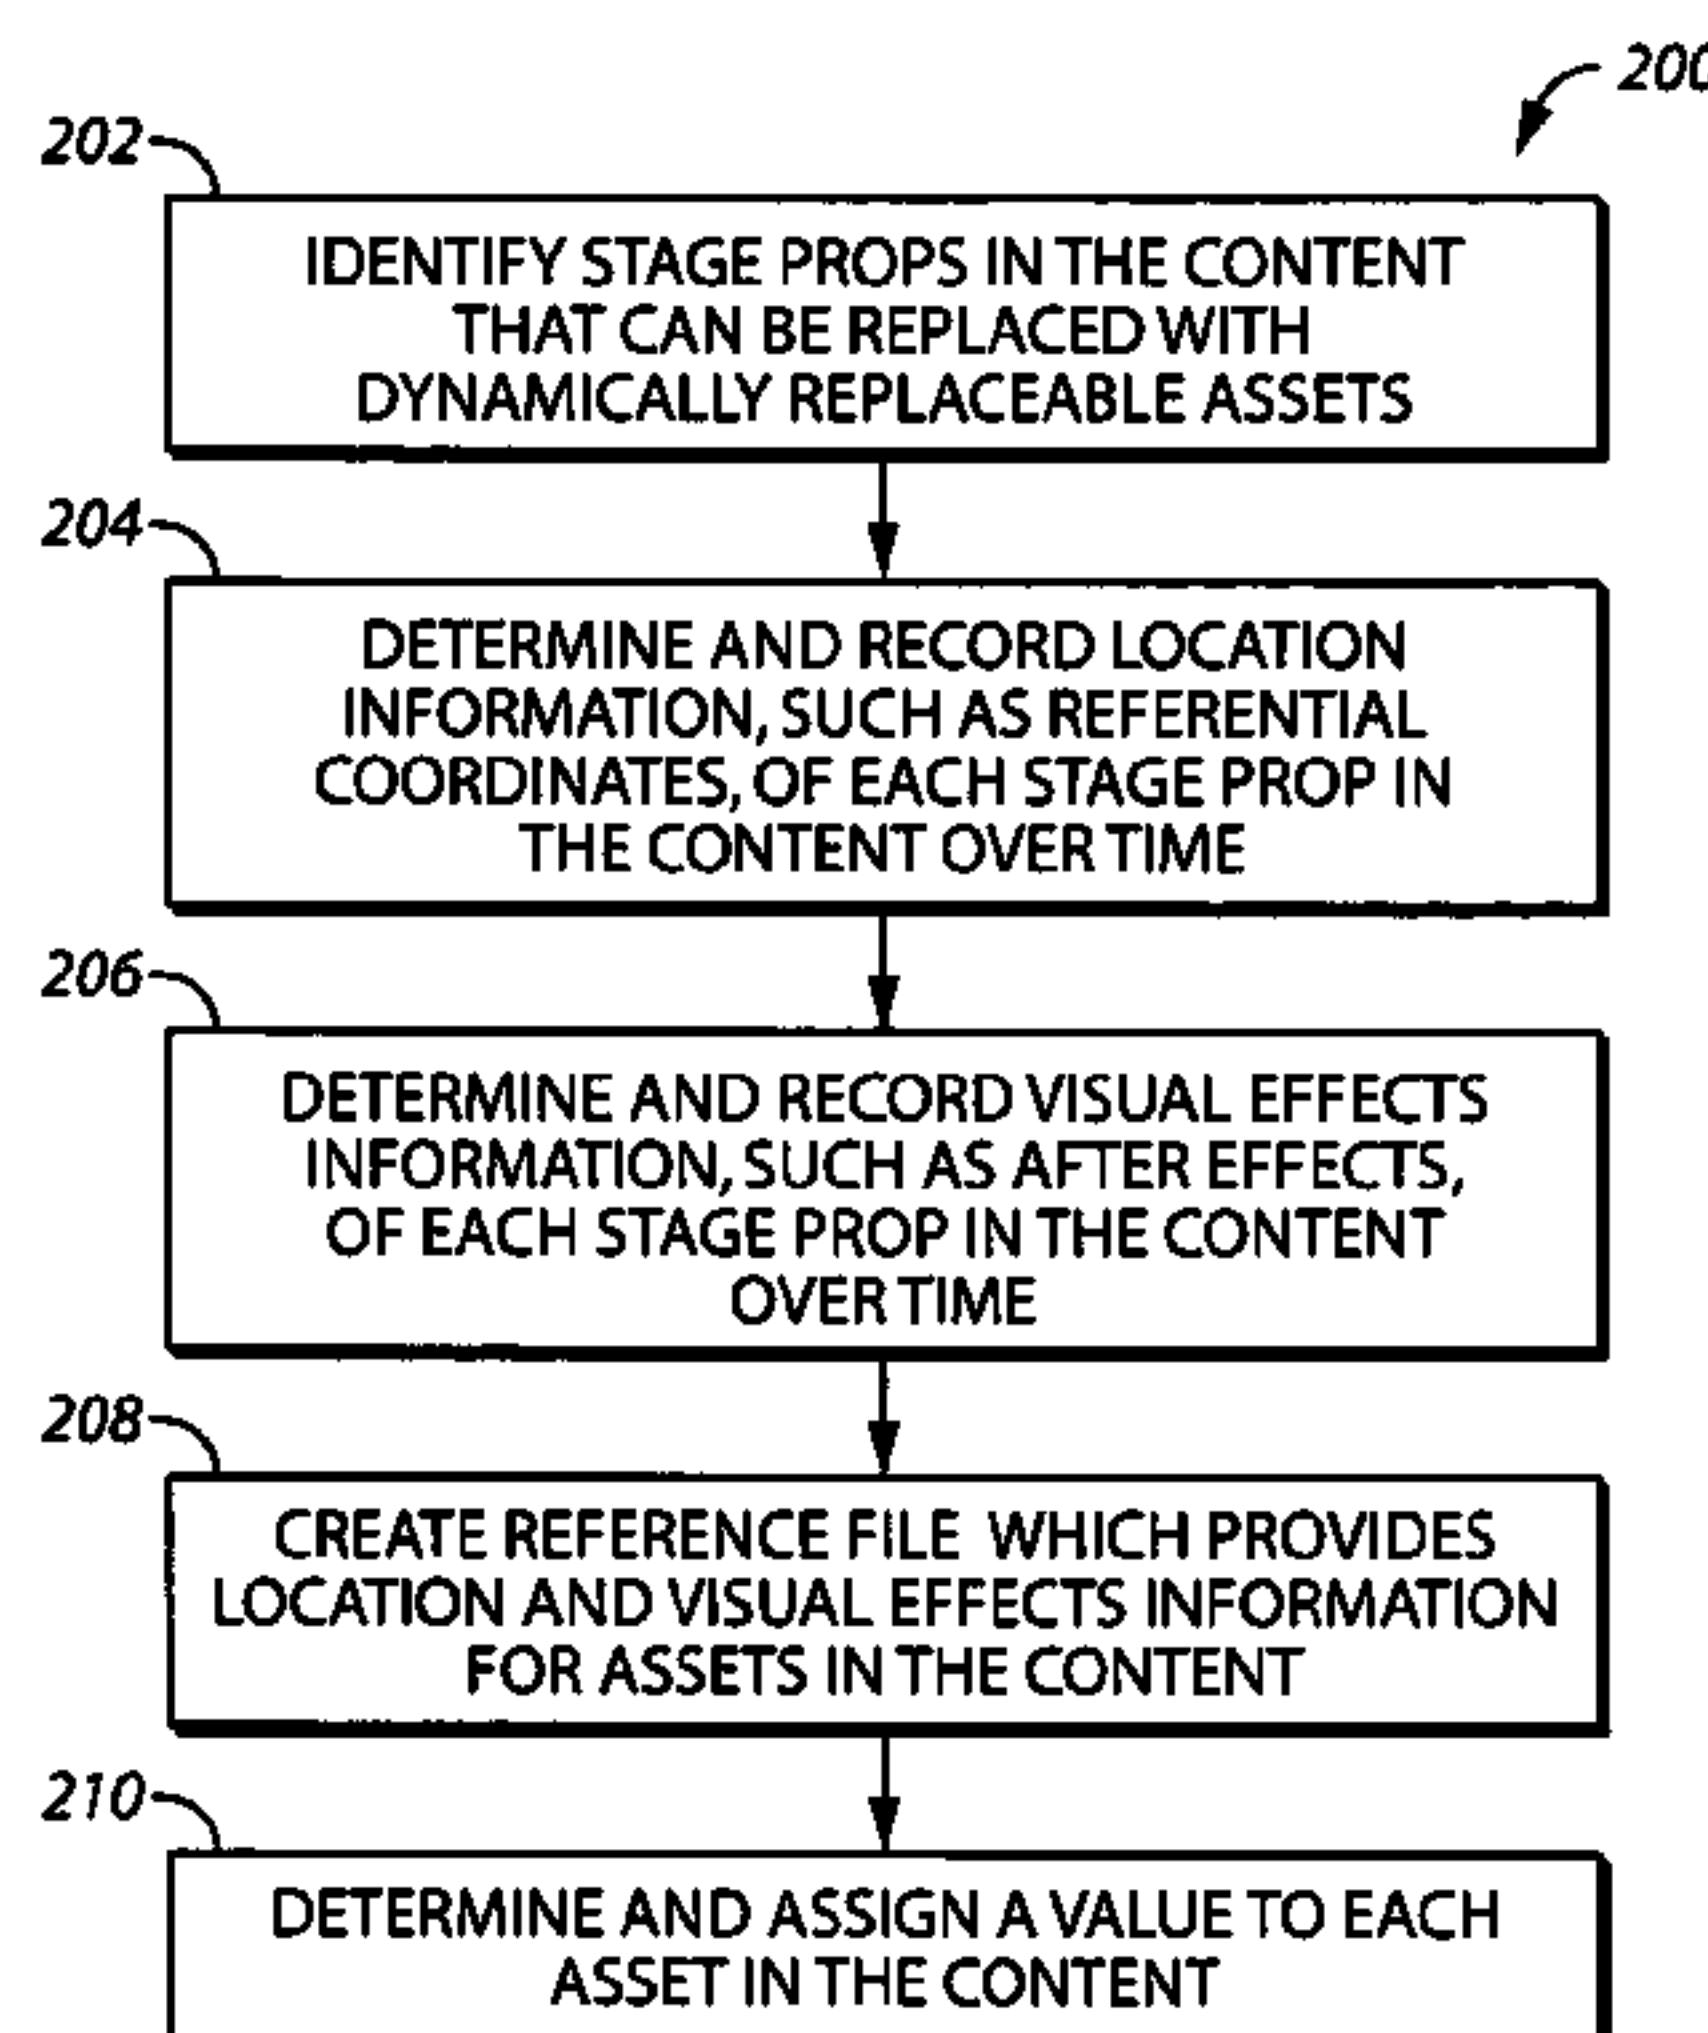 200
202
IDENTIFY STAGE PROPS IN THE CONTENT
THAT CAN BE REPLACED WITH
DYNAMICALLY REPLACEABLE ASSETS
204
DETERMINE AND RECORD LOCATION
INFORMATION, SUCH AS REFERENTIAL
COORDINATES, OF EACH STAGE PROP IN
THE CONTENT OVER TIME
206
DETERMINE AND RECORD VISUAL EFFECTS
INFORMATION, SUCH AS AFTER EFFECTS,
OF EACH STAGE PROP IN THE CONTENT
OVER TIME
208
CREATE REFERENCE FILE WHICH PROVIDES
LOCATION AND VISUAL EFFECTS INFORMATION
FOR ASSETS IN THE CONTENT
210
DETERMINE AND ASSIGN A VALUE TO EACH
ASSET IN THE CONTENT